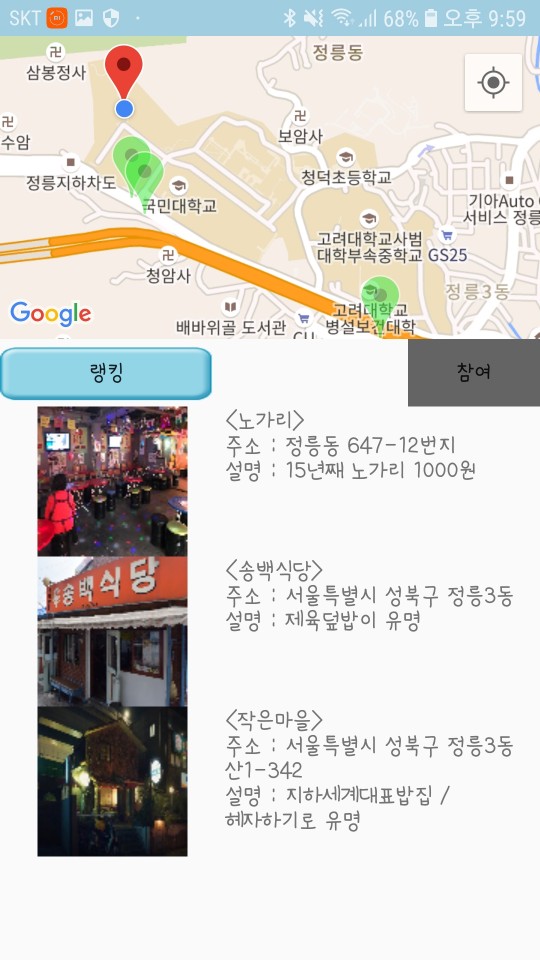 SKT 68% 오후 9:59
정릉동
삼봉정사
수암
보암사
정릉지하차도
청덕초등학교
국민대학교
기아Auto
서비스 정릉
고려대학교사범
대학부속중학교 GS25
청암사
정릉3동
고려대학교
병설보건대학
배바위골 도서관
CU
Google
랭킹
참여
<노가리>
주소 : 정릉동 647-12번지
설명 : 15년째 노가리 1000원
송백식당
<송백식당>
주소 : 서울특별시 성북구 정릉3동
설명 : 제육덮밥이 유명
<작은마을>
주소 : 서울특별시 성북구 정릉3동
산1-342
설명 : 지하세계대표밥집 /
혜자하기로 유명